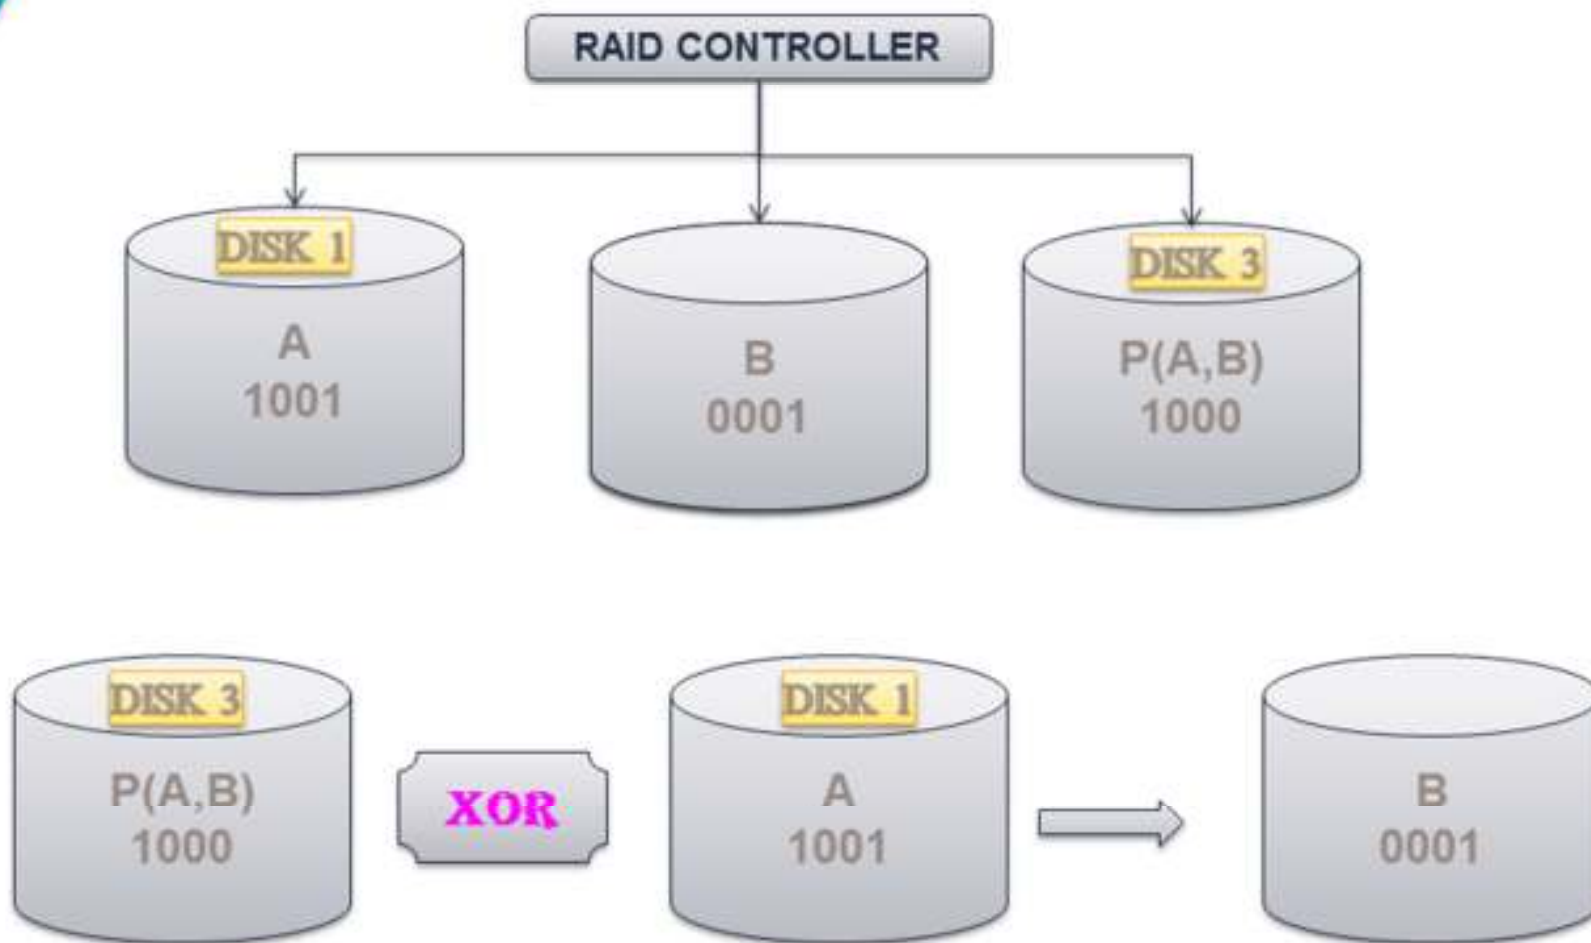 RAID CONTROLLER
DISK 1
A
1001
B
0001
DISK 3
P(A,B)
1000
DISK 3
P(A,B)
1000
XOR
DISK 1
A
1001
B
0001